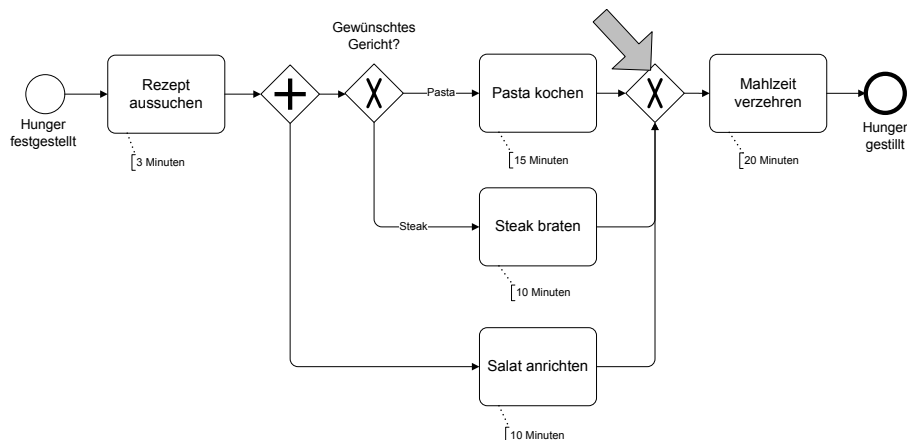 Gewünschtes
Gericht?
Rezept
aussuchen
Pasta
Pasta kochen
Mahlzeit
verzehren
Hunger
festgestellt
Hunger
gestillt
3 Minuten
15 Minuten
20 Minuten
Steak
Steak braten
10 Minuten
Salat anrichten
10 Minuten